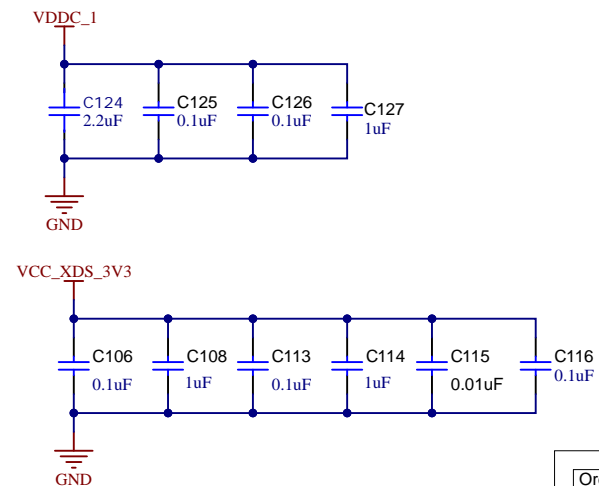 VDDC_1
C124
2.2uF
C125
0.1uF
C126
0.1uF
C127
1uF
GND
VCC_XDS_3V3
C106
0.1uF
C108
1uF
C113
0.1uF
C114
1uF
C115
0.01uF
C116
0.1uF
GND